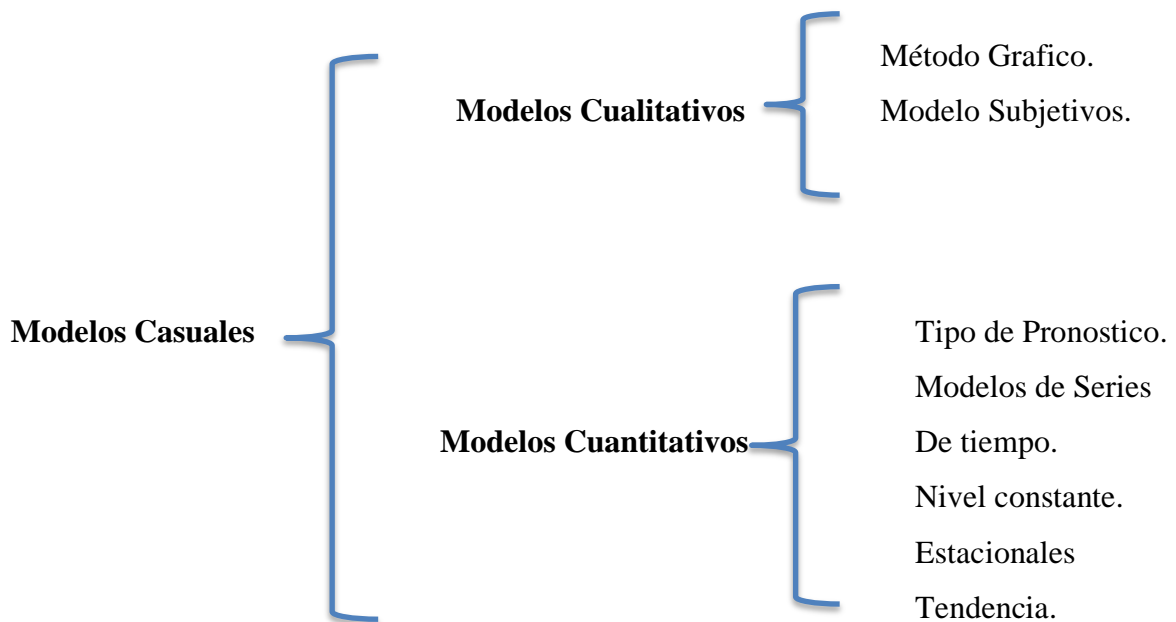 Modelos Casuales
Modelos Cualitativos
Método Grafico.
Modelo Subjetivos.
Modelos Cuantitativos
Tipo de Pronostico.
Modelos de Series
De tiempo.
Nivel constante.
Estacionales
Tendencia.